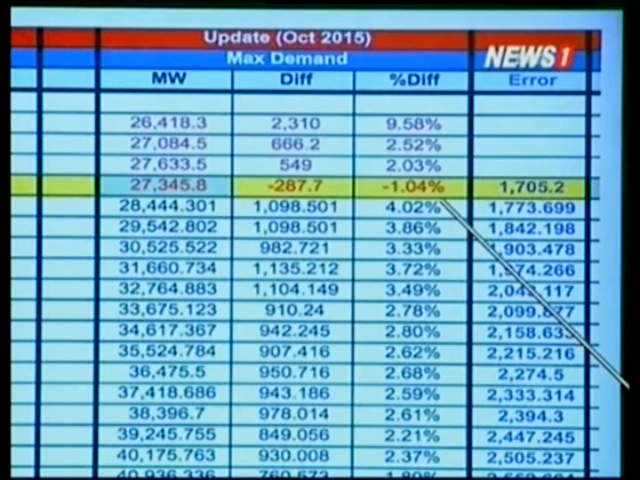 Update (Oct 2015)
Max Demand
NEWS1
MW Diff %Diff Error
26,418.3 2,310 9.58%
27,084.5 666.2 2.52%
27,633.5 549 2.03%
27,345.8 -287.7 -1.04% 1,705.2
28,444.301 1,098.501 4.02% 1,773.699
29,542.802 1,098.501 3.86% 1,842.198
30,525.522 982.721 3.33% 1,903.478
31,660.734 1,135.212 3.72%
32,764.883 1,104.149 3.49%
33,675.123 910.24 2.78% 2,099.877
34,617.367 942.245 2.80%
35,524.784 907.416 2.62% 2,215.216
36,475.5 950.716 2.68% 2,274.5
37,418.686 943.186 2.59% 2,333.314
38,396.7 978.014 2.61% 2,394.3
39,245.755 849.056 2.21% 2,447.245
40,175.763 930.008 2.37% 2,505.237